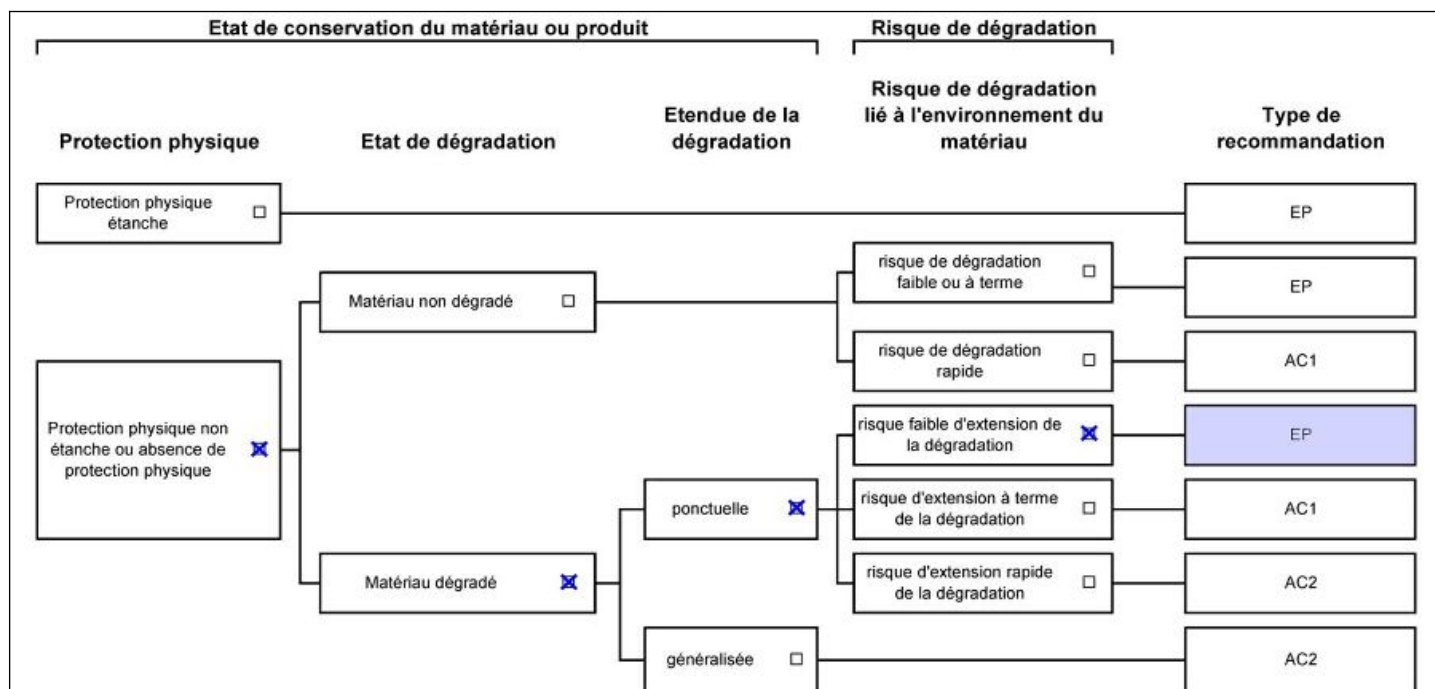 Etat de conservation du matériau ou produit
Risque de dégradation
Protection physique
Etat de dégradation
Etendue de la
dégradation
Risque de dégradation
lié à l'environnement du
matériau
Type de
recommandation
Protection physique
étanche
EP
risque de dégradation
faible ou à terme
EP
Matériau non dégradé
risque de dégradation
rapide
AC1
Protection physique non
étanche ou absence de
protection physique
risque faible d'extension de
la dégradation
EP
ponctuelle
risque d'extension à terme
de la dégradation
AC1
Matériau dégradé
risque d'extension rapide
de la dégradation
AC2
généralisée
AC2